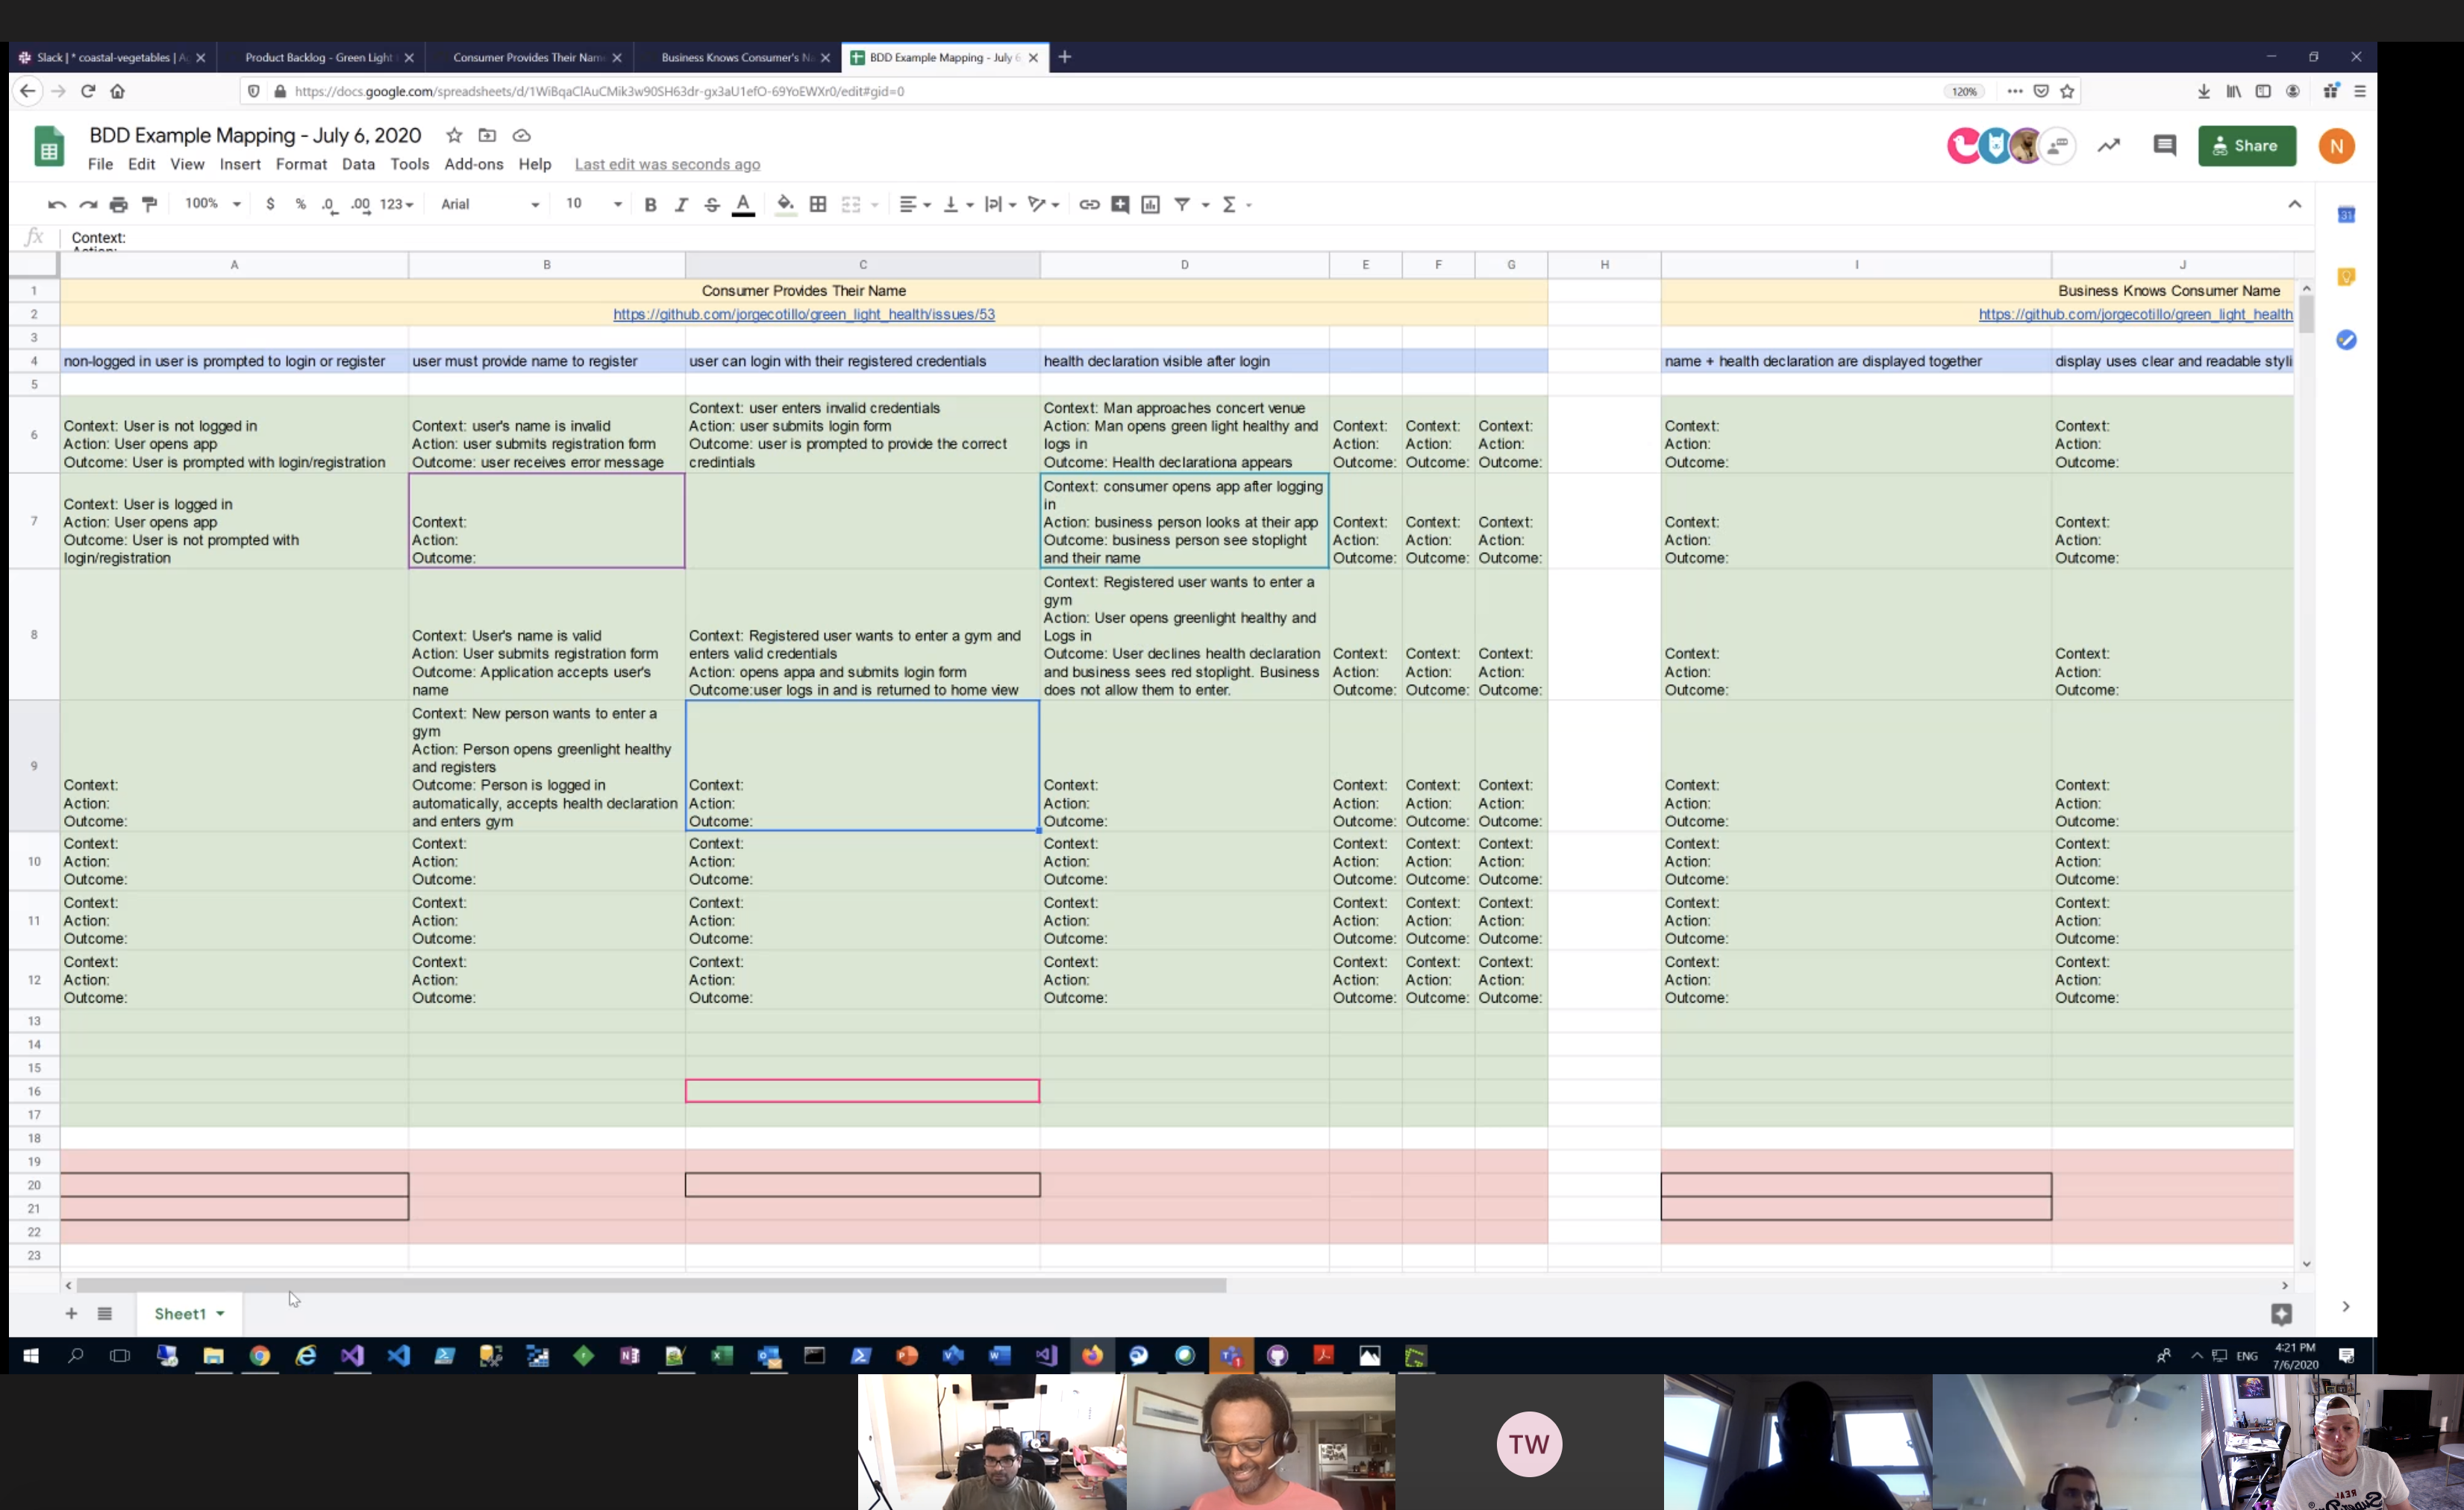 Slack | * coastal-vegetables | A
Product Backlog - Green Light
Consumer Provides Their Nam
Business Knows Consumer's N
BDD Example Mapping - July 6
https://docs.google.com/spreadsheets/d/1WiBqaClAuCMik3w90SH63dr-gx3aU1efO-69YoEWXr0/edit#gid=0
120%
BDD Example Mapping - July 6, 2020
Share
N
File Edit View Insert Format Data Tools Add-ons Help Last edit was seconds ago
100% $ % .0 .00 123 Arial 10 B I S A
31
fx Context:
A B C D E F G H I J
1 Consumer Provides Their Name Business Knows Consumer Name
2 https://github.com/jorgecotillo/green_light_health/issues/53 https://github.com/jorgecotillo/green_light_health
3
4 non-logged in user is prompted to login or register user must provide name to register user can login with their registered credentials health declaration visible after login name + health declaration are displayed together display uses clear and readable styli
5
6
Context: User is not logged in
Action: User opens app
Outcome: User is prompted with login/registration
Context: user's name is invalid
Action: user submits registration form
Outcome: user receives error message
Context: user enters invalid credentials
Action: user submits login form
Outcome: user is prompted to provide the correct
credintials
Context: Man approaches concert venue
Action: Man opens green light healthy and
logs in
Outcome: Health declarationa appears
Context: Context: Context: Context: Context:
Action: Action: Action: Action: Action:
Outcome: Outcome: Outcome: Outcome: Outcome:
7
Context: User is logged in
Action: User opens app
Outcome: User is not prompted with
login/registration
Context:
Action:
Outcome:
Context: consumer opens app after logging
in
Action: business person looks at their app
Outcome: business person see stoplight
and their name
Context: Context: Context: Context: Context:
Action: Action: Action: Action: Action:
Outcome: Outcome: Outcome: Outcome: Outcome:
8
Context: User's name is valid
Action: User submits registration form
Outcome: Application accepts user's
name
Context: Registered user wants to enter a gym and
enters valid credentials
Action: opens appa and submits login form
Outcome:user logs in and is returned to home view
Context: Registered user wants to enter a
gym
Action: User opens greenlight healthy and
Logs in
Outcome: User declines health declaration
and business sees red stoplight. Business
does not allow them to enter.
Context: Context: Context: Context: Context:
Action: Action: Action: Action: Action:
Outcome: Outcome: Outcome: Outcome: Outcome:
9
Context:
Action:
Outcome:
Context: New person wants to enter a
gym
Action: Person opens greenlight healthy
and registers
Outcome: Person is logged in
automatically, accepts health declaration
and enters gym
Context: Context: Context: Context: Context: Context: Context:
Action: Action: Action: Action: Action: Action: Action:
Outcome: Outcome: Outcome: Outcome: Outcome: Outcome: Outcome:
10
Context: Context: Context: Context: Context: Context: Context: Context: Context:
Action: Action: Action: Action: Action: Action: Action: Action: Action:
Outcome: Outcome: Outcome: Outcome: Outcome: Outcome: Outcome: Outcome: Outcome:
11
Context: Context: Context: Context: Context: Context: Context: Context: Context:
Action: Action: Action: Action: Action: Action: Action: Action: Action:
Outcome: Outcome: Outcome: Outcome: Outcome: Outcome: Outcome: Outcome: Outcome:
12
Context: Context: Context: Context: Context: Context: Context: Context: Context:
Action: Action: Action: Action: Action: Action: Action: Action: Action:
Outcome: Outcome: Outcome: Outcome: Outcome: Outcome: Outcome: Outcome: Outcome:
13
14
15
16
17
18
19
20
21
22
23
Sheet1
ENG
4:21 PM
7/6/2020
TW